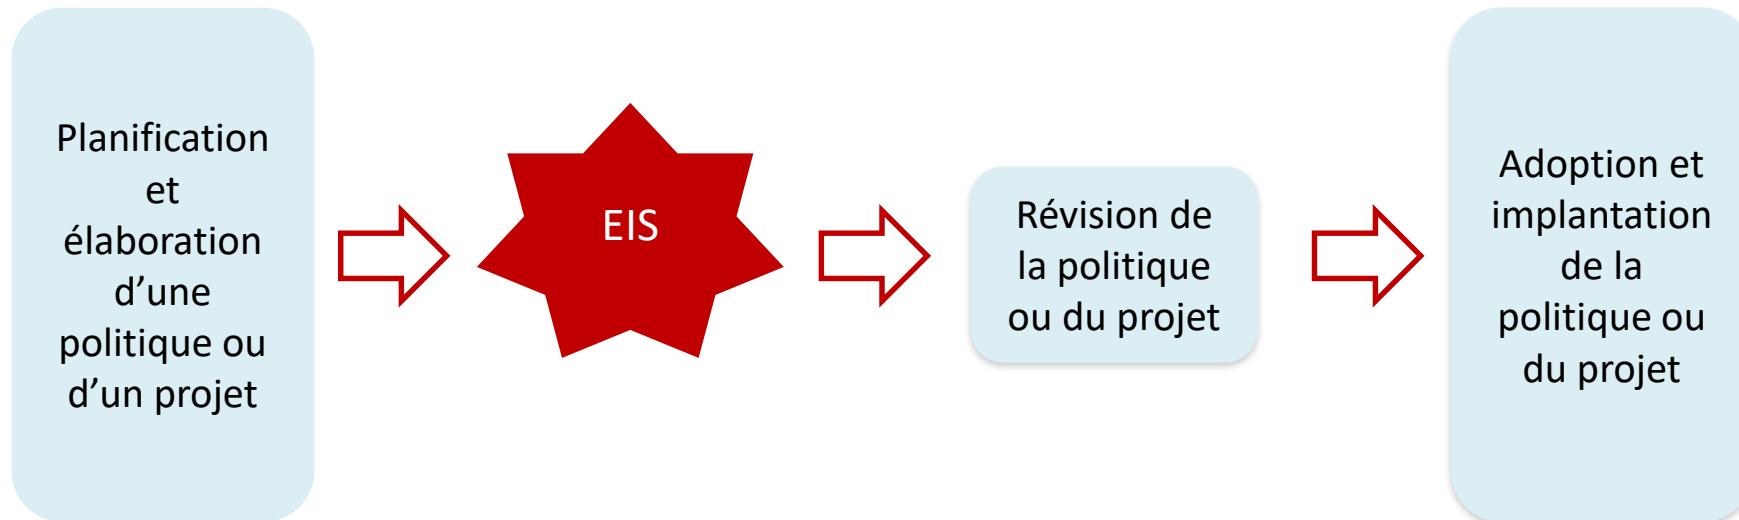 Planification
et
élaboration
d’une
politique ou
d’un projet
EIS
Révision de
la politique
ou du projet
Adoption et
implantation
de la
politique ou
du projet